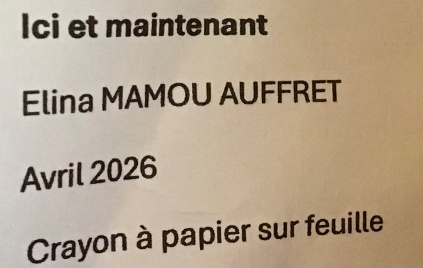 Ici et maintenant
Elina MAMOU AUFFRET
Avril 2026
Crayon à papier sur feuille